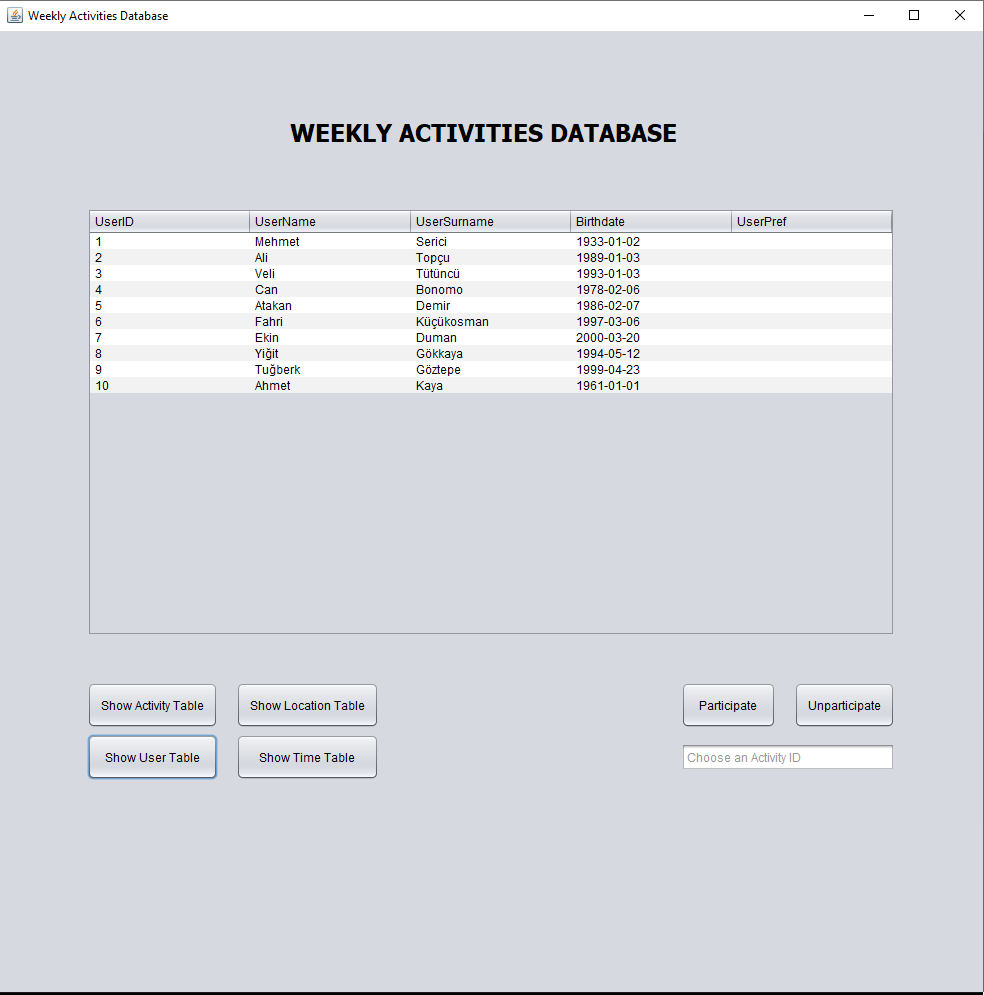 Weekly Activities Database
WEEKLY ACTIVITIES DATABASE
UserID UserName UserSurname Birthdate UserPref
1 Mehmet Serici 1933-01-02
2 Ali Topçu 1989-01-03
3 Veli Tütüncü 1993-01-03
4 Can Bonomo 1978-02-06
5 Atakan Demir 1986-02-07
6 Fahri Küçükosman 1997-03-06
7 Ekin Duman 2000-03-20
8 Yiğit Gökkaya 1994-05-12
9 Tuğberk Göztepe 1999-04-23
10 Ahmet Kaya 1961-01-01
Show Activity Table Show Location Table Participate Unparticipate
Show User Table Show Time Table Choose an Activity ID